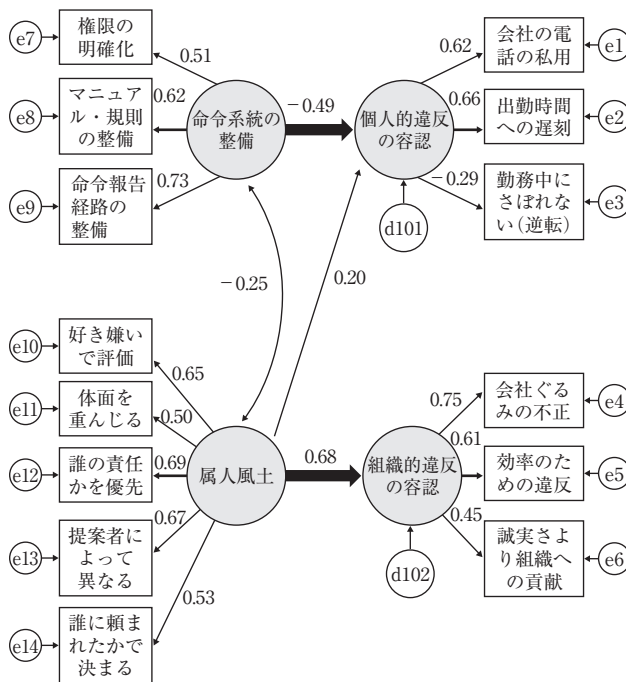 e7
権限の
明確化
0.51
e8
マニュア
ル・規則
の整備
0.62
e9
命令報告
経路の
整備
0.73
命令系統の
整備
−0.49
個人的違反
の容認
d101
0.62
会社の電
話の私用
e1
0.66
出勤時間
への遅刻
e2
−0.29
勤務中に
さぼれな
い(逆転)
e3
−0.25
0.20
e10
好き嫌い
で評価
0.65
e11
体面を
重んじる
0.50
e12
誰の責任
かを優先
0.69
e13
提案者に
よって
異なる
0.67
e14
誰に頼ま
れたかで
決まる
0.53
属人風土
0.68
組織的違反
の容認
d102
0.75
会社ぐる
みの不正
e4
0.61
効率のた
めの違反
e5
0.45
誠実さよ
り組織へ
の貢献
e6